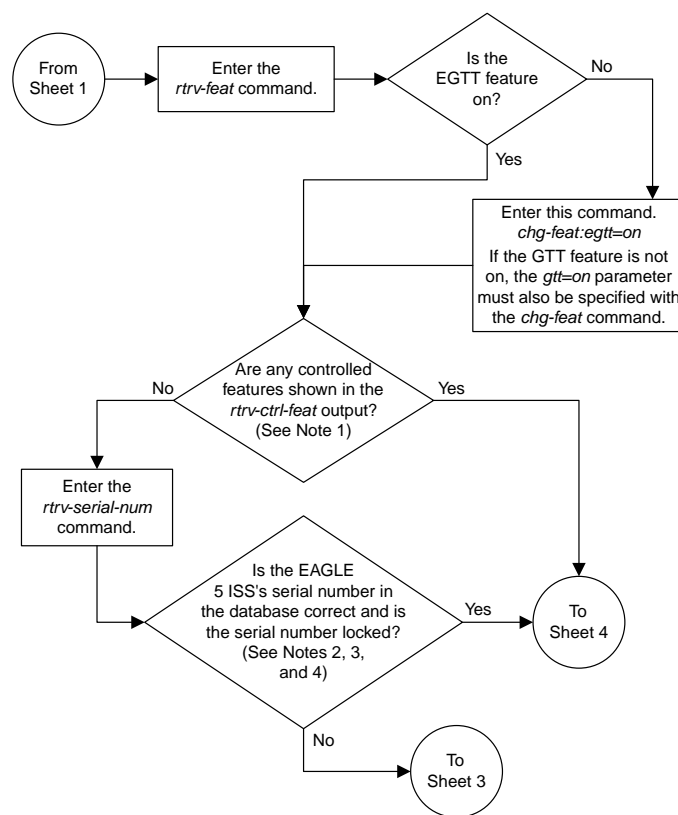 From
Sheet 1
Enter the
rtrv-feat command.
Is the
EGTT feature
on?
No
Yes
Enter this command.
chg-feat:egtt=on
If the GTT feature is not
on, the gtt=on parameter
must also be specified with
the chg-feat command.
Are any controlled
features shown in the
rtrv-ctrl-feat output?
(See Note 1)
No
Yes
Enter the
rtrv-serial-num
command.
Is the EAGLE
5 ISS's serial number in
the database correct and is
the serial number locked?
(See Notes 2, 3,
and 4)
Yes
To
Sheet 4
No
To
Sheet 3